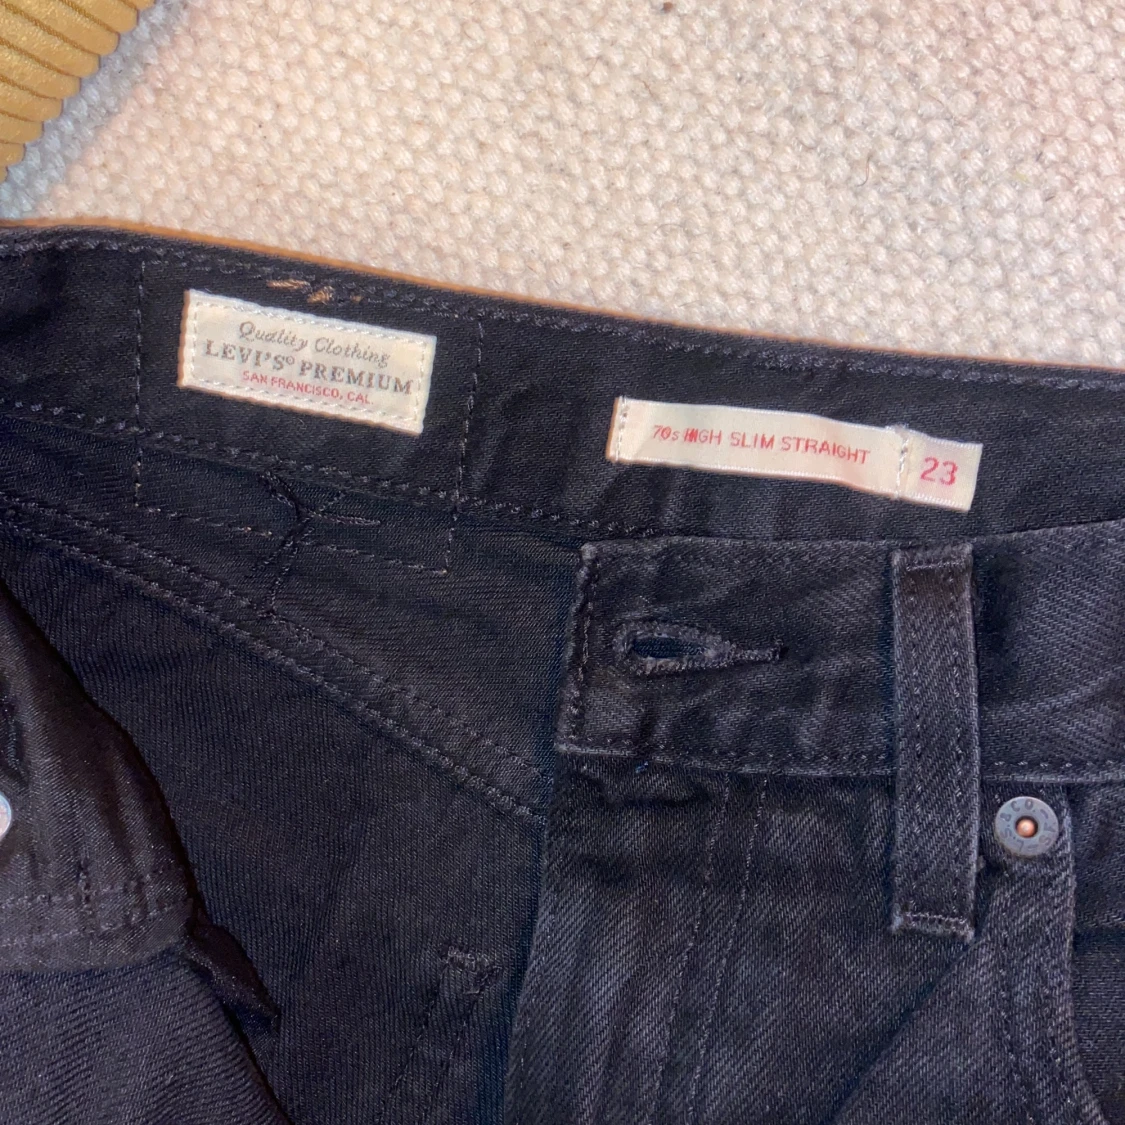 Quality Clothing
LEVI'S® PREMIUM
SAN FRANCISCO, CAL.
70s HIGH SLIM STRAIGHT
23